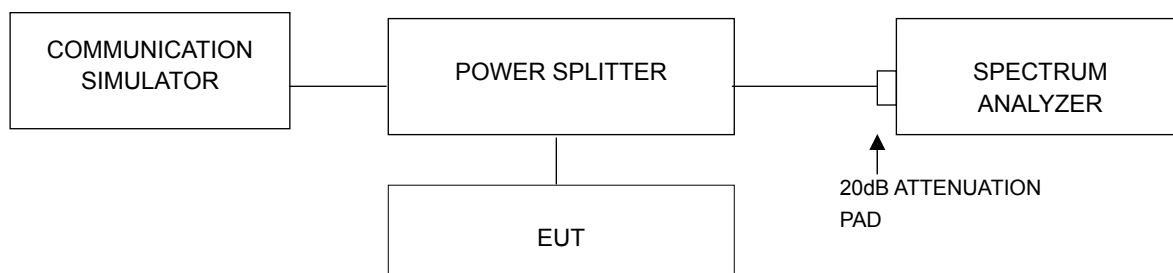 COMMUNICATION
SIMULATOR
POWER SPLITTER
SPECTRUM
ANALYZER
20dB ATTENUATION
PAD
EUT